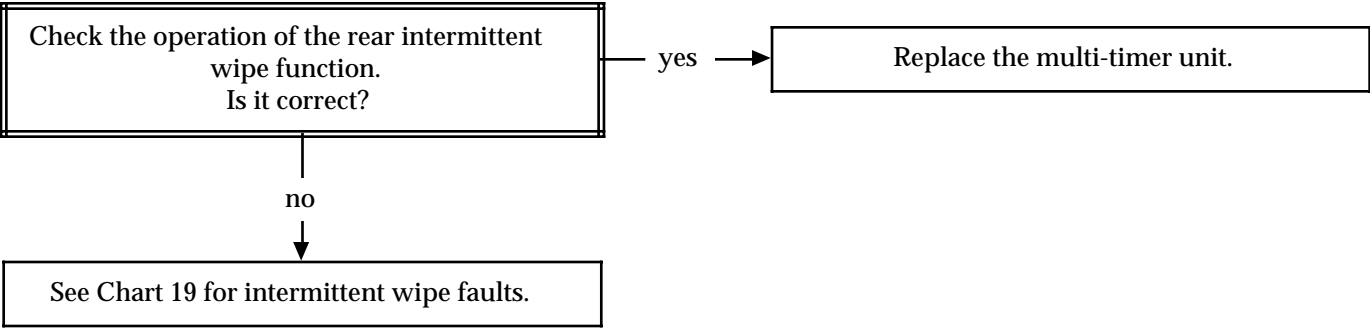 Check the operation of the rear intermittent
wipe function.
Is it correct?
yes
Replace the multi-timer unit.
no
See Chart 19 for intermittent wipe faults.